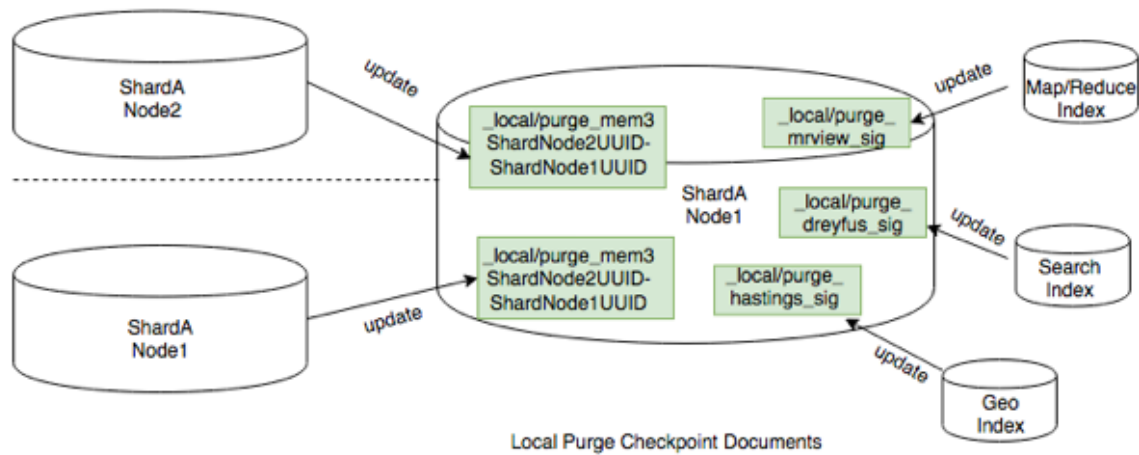 ShardA
Node2
update
_local/purge_mem3
ShardNode2UUID-
ShardNode1UUID
_local/purge_
mrview_sig
update
Map/Reduce
Index
ShardA
Node1
_local/purge_
dreyfus_sig
update
Search
Index
ShardA
Node1
update
_local/purge_mem3
ShardNode2UUID-
ShardNode1UUID
_local/purge_
hastings_sig
update
Geo
Index
Local Purge Checkpoint Documents